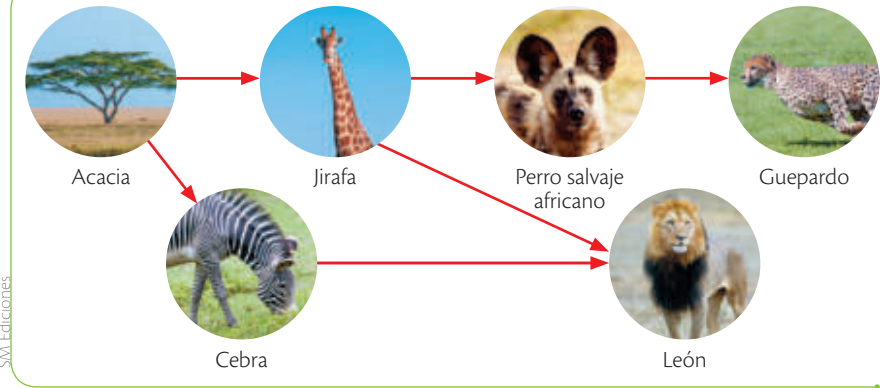 Acacia
Jirafa
Perro salvaje
africano
Guepardo
Cebra
León
SM Ediciones